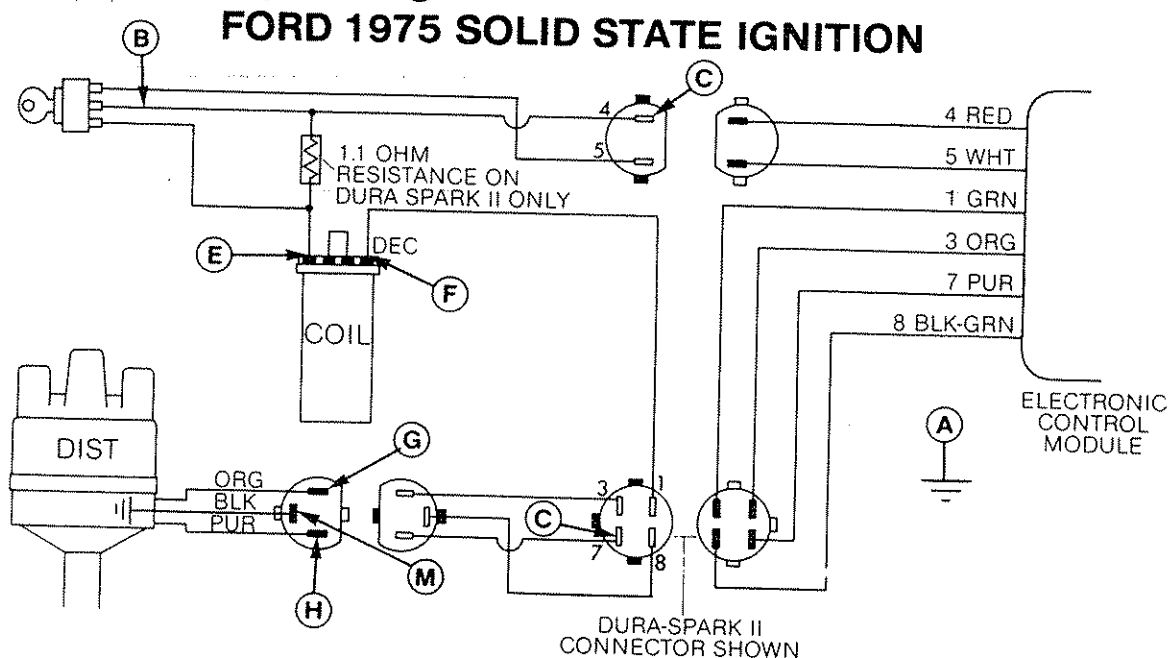 FORD 1975 SOLID STATE IGNITION
B
C
4
5
4 RED
5 WHT
1 GRN
3 ORG
7 PUR
8 BLK-GRN
1.1 OHM
RESISTANCE ON
DURA SPARK II ONLY
E
DEC
F
COIL
ELECTRONIC
CONTROL
MODULE
A
DIST
G
ORG
BLK
PUR
H
M
C
3
1
7
8
DURA-SPARK II
CONNECTOR SHOWN